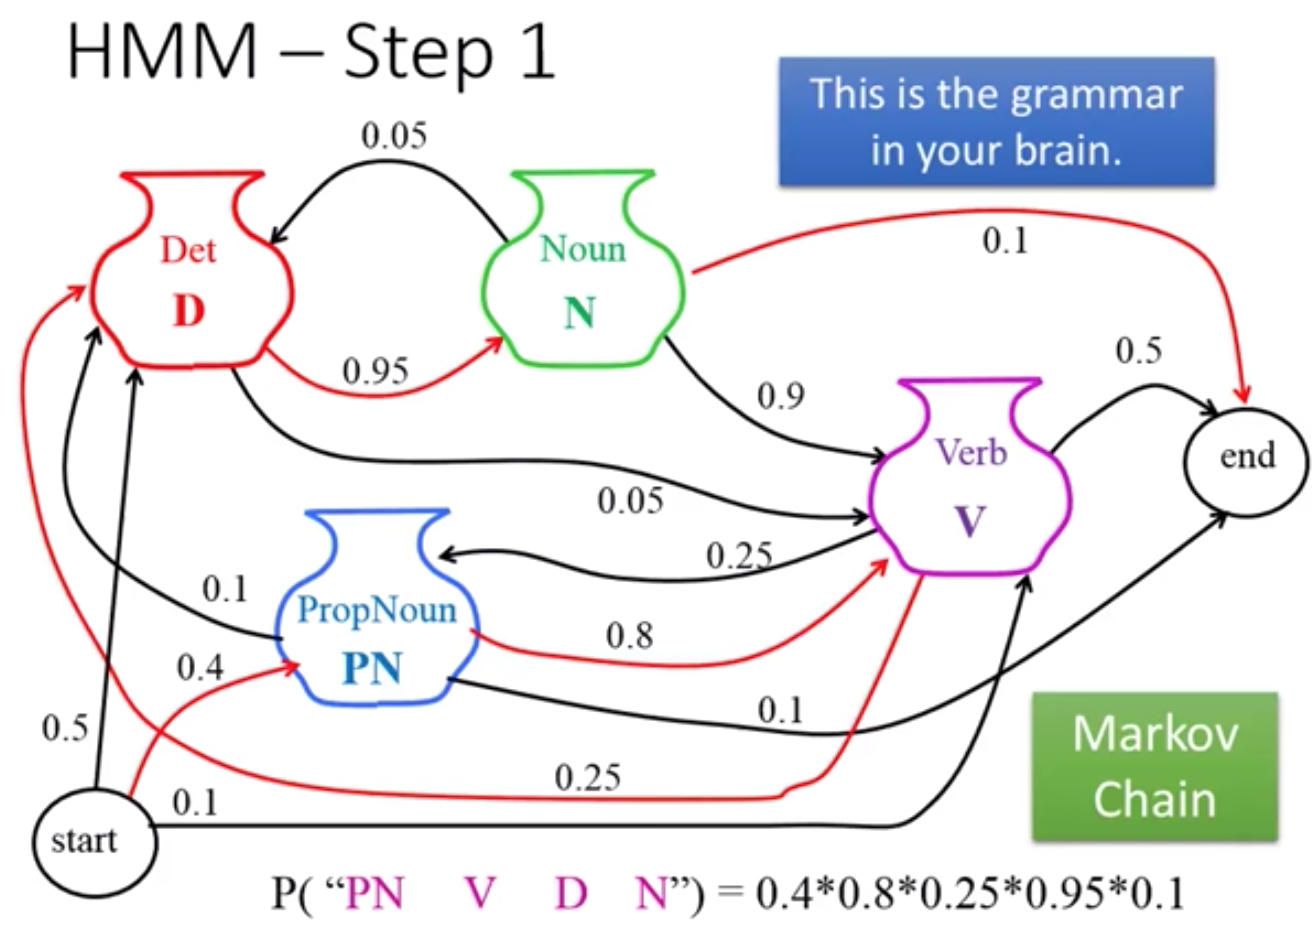 HMM – Step 1
This is the grammar
in your brain.
0.05
Det
D
Noun
N
0.1
0.95
0.9
0.5
Verb
V
end
0.05
0.25
0.1
PropNoun
PN
0.8
0.4
0.1
0.5
0.25
0.1
start
Markov
Chain
P( “PN V D N”) = 0.4*0.8*0.25*0.95*0.1